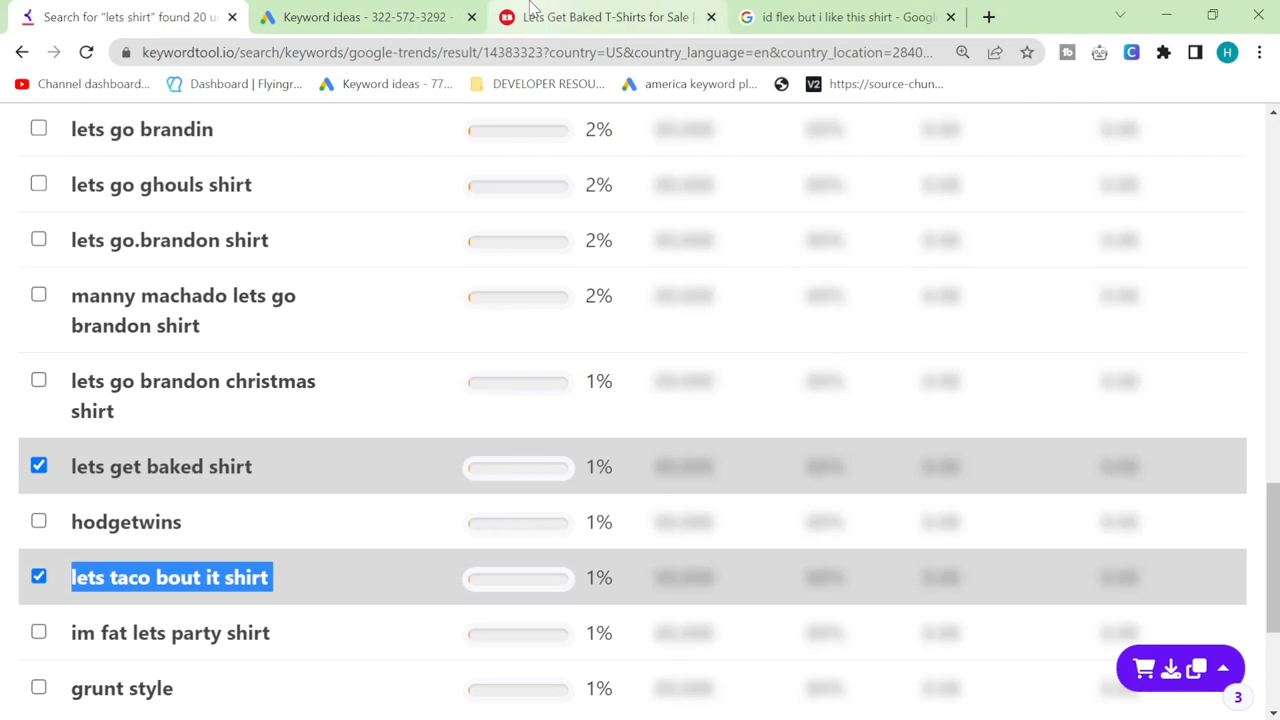 Search for "lets shirt" found 20 u
Keyword ideas - 322-572-3292 -
Lets Get Baked T-Shirts for Sale |
id flex but i like this shirt - Googl
keywordtool.io/search/keywords/google-trends/result/14383323?country=US&country_language=en&country_location=2840...
H
Channel dashboard...
Dashboard | Flyingr...
Keyword ideas - 77...
DEVELOPER RESOU...
america keyword pl...
V2
https://source-chun...
lets go brandin 2%
lets go ghouls shirt 2%
lets go.brandon shirt 2%
manny machado lets go 2%
brandon shirt
lets go brandon christmas 1%
shirt
lets get baked shirt 1%
hodgetwins 1%
lets taco bout it shirt 1%
im fat lets party shirt 1%
grunt style 1%
3